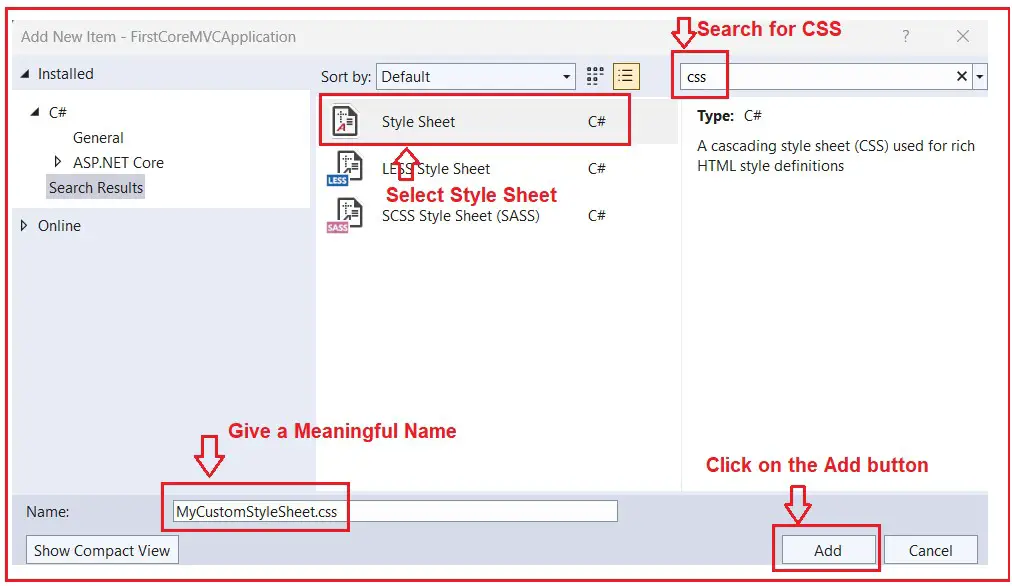 Add New Item - FirstCoreMVCApplication
?
Search for CSS
Installed
Sort by: Default
css
C#
General
ASP.NET Core
Search Results
Online
Style Sheet C#
LESS
LESS Style Sheet C#
Select Style Sheet
SASS
SCSS Style Sheet (SASS) C#
Type: C#
A cascading style sheet (CSS) used for rich
HTML style definitions
Give a Meaningful Name
Click on the Add button
Name: MyCustomStyleSheet.css
Show Compact View
Add
Cancel